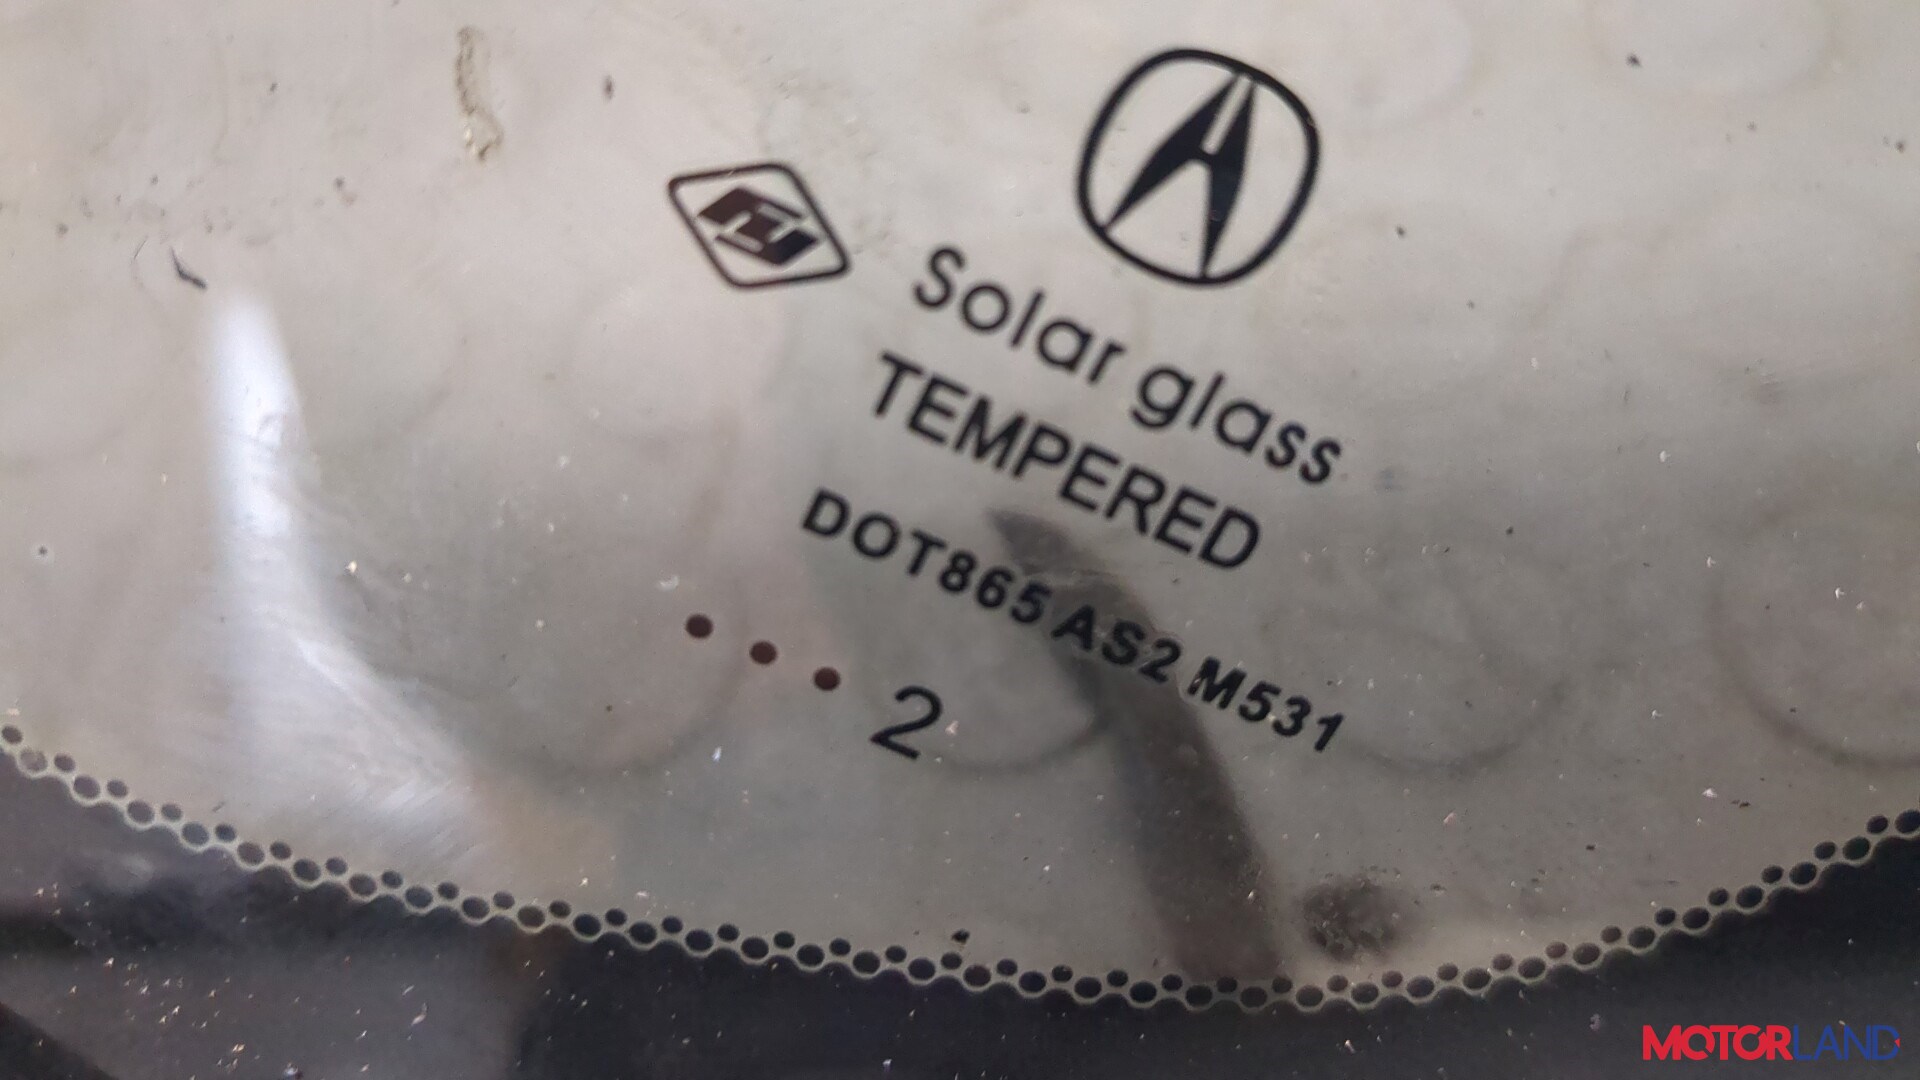 Solar glass
TEMPERED
DOT865 AS2 M531
... 2
MOTORLAND